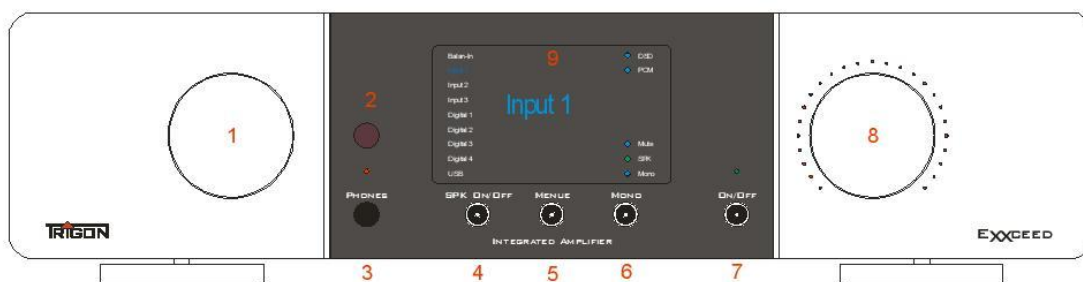 Balan-In
Input 1
Input 2
Input 3
Digital 1
Digital 2
Digital 3
Digital 4
USB
9
Input 1
DSD
PCM
Mute
SPK
Mono
1
2
8
PHONES
SPK ON/OFF
MENUE
MONO
ON/OFF
INTEGRATED AMPLIFIER
TRIGON
EXXCEED
3
4
5
6
7